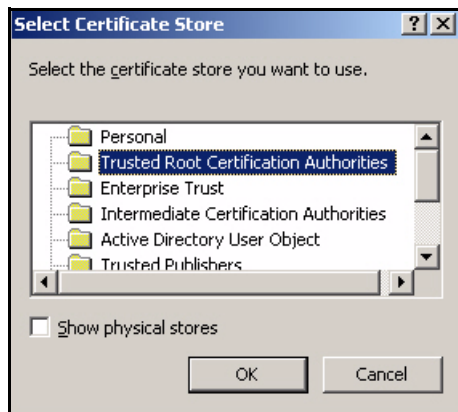 Select Certificate Store
Select the certificate store you want to use.
Personal
Trusted Root Certification Authorities
Enterprise Trust
Intermediate Certification Authorities
Active Directory User Object
Trusted Publishers
Show physical stores
OK Cancel